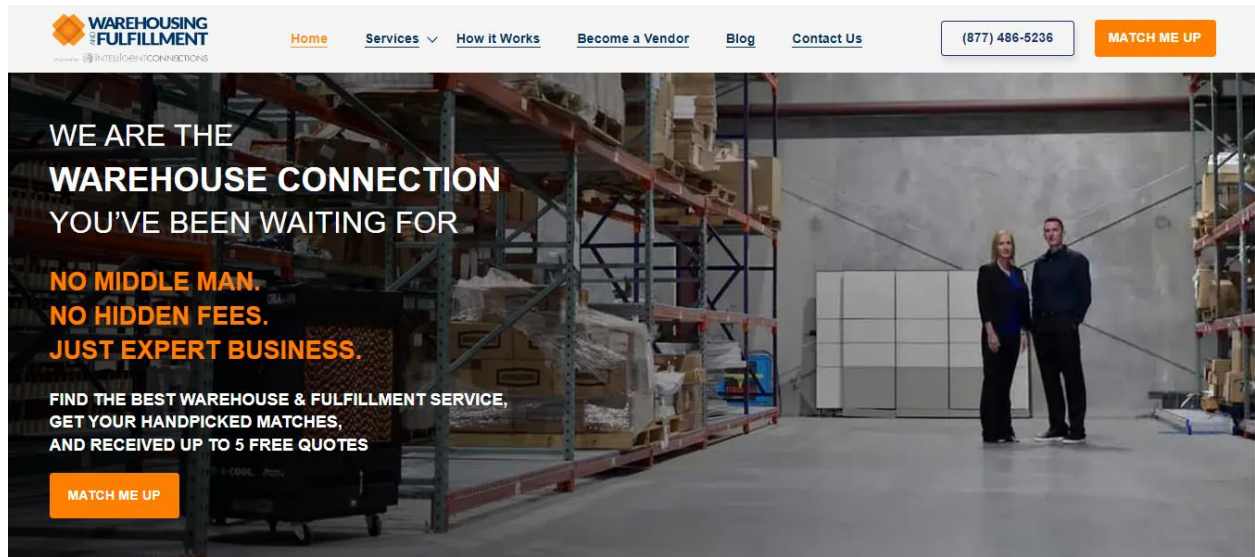 WAREHOUSING
AND FULFILLMENT
Powered by INTELLIGENTCONNECTIONS
Home
Services
How it Works
Become a Vendor
Blog
Contact Us
(877) 486-5236
MATCH ME UP
WE ARE THE
WAREHOUSE CONNECTION
YOU'VE BEEN WAITING FOR
NO MIDDLE MAN.
NO HIDDEN FEES.
JUST EXPERT BUSINESS.
FIND THE BEST WAREHOUSE & FULFILLMENT SERVICE,
GET YOUR HANDPICKED MATCHES,
AND RECEIVED UP TO 5 FREE QUOTES
MATCH ME UP